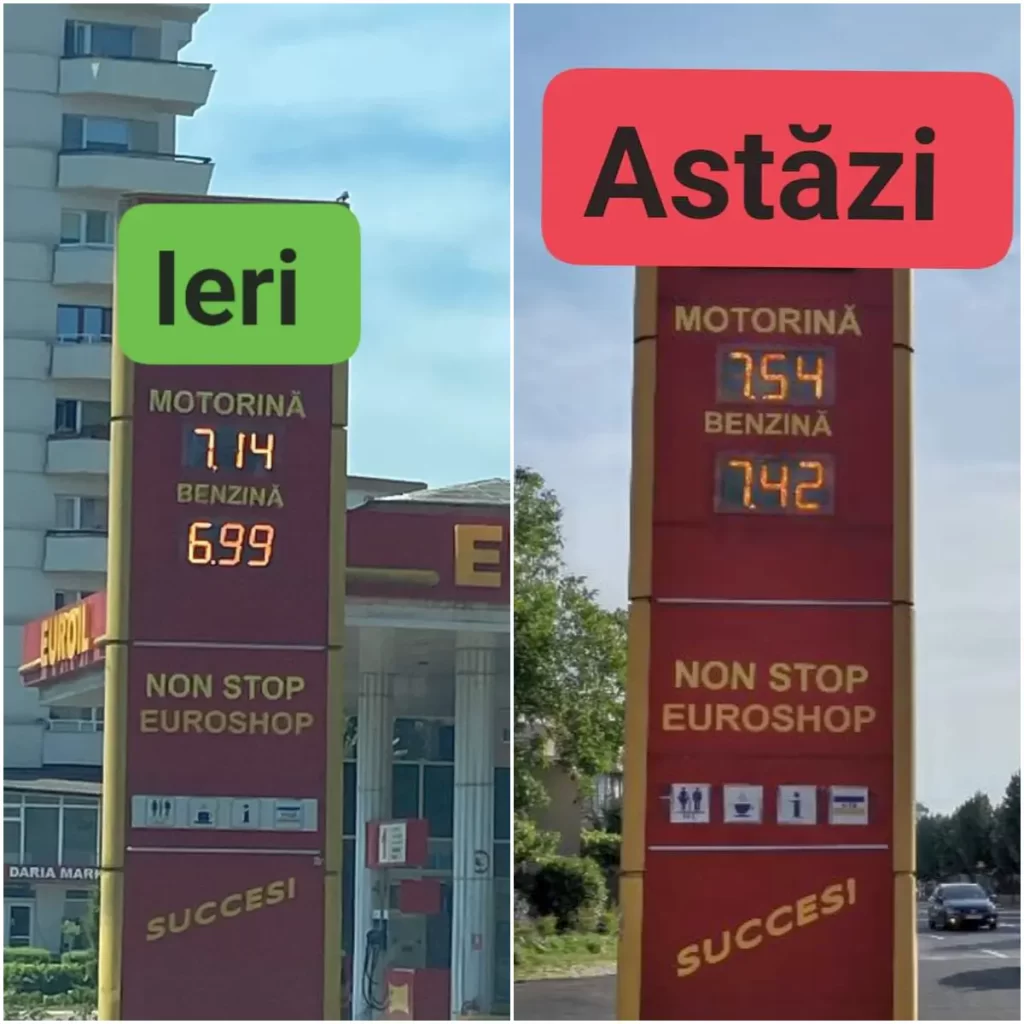 Ieri
MOTORINĂ
7.14
BENZINĂ
6.99
EUROIL
E
NON STOP
EUROSHOP
DARIA MARK
SUCCESI
Astăzi
MOTORINĂ
7.54
BENZINĂ
7.42
NON STOP
EUROSHOP
SUCCESI